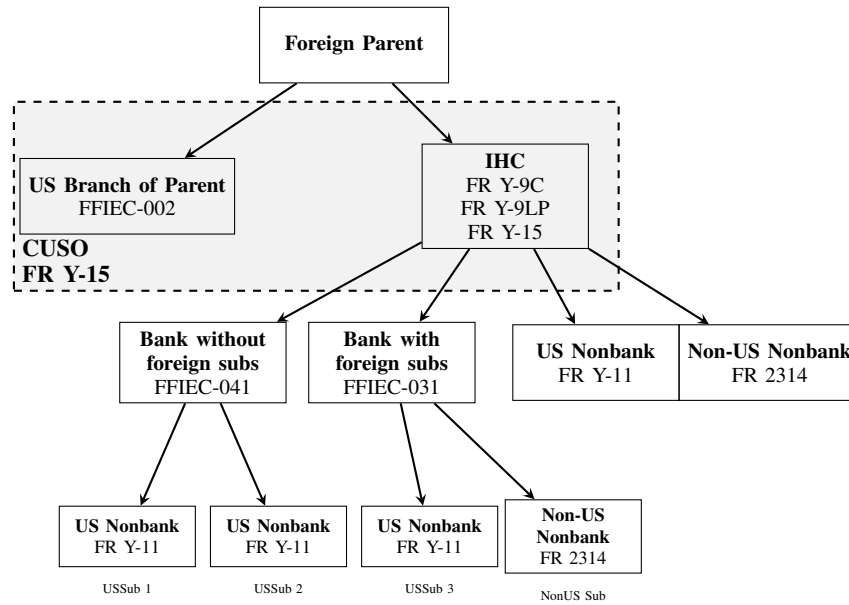 Foreign Parent
US Branch of Parent
FFIEC-002
IHC
FR Y-9C
FR Y-9LP
FR Y-15
CUSO
FR Y-15
Bank without
foreign subs
FFIEC-041
Bank with
foreign subs
FFIEC-031
US Nonbank
FR Y-11
Non-US Nonbank
FR 2314
US Nonbank
FR Y-11
US Nonbank
FR Y-11
US Nonbank
FR Y-11
Non-US
Nonbank
FR 2314
USSub 1
USSub 2
USSub 3
NonUS Sub